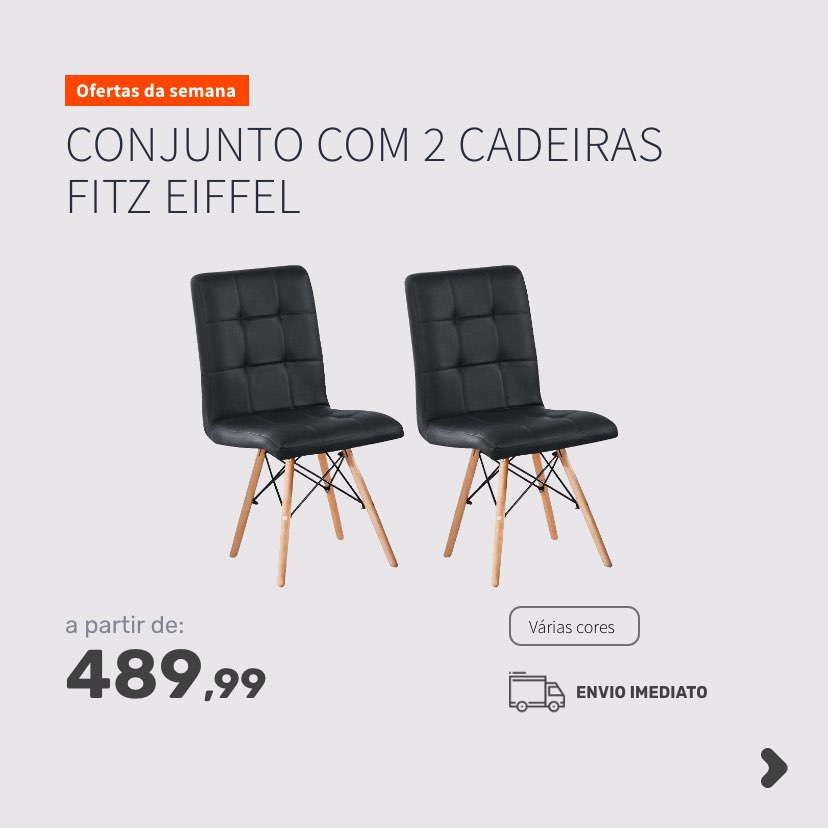 Ofertas da semana
CONJUNTO COM 2 CADEIRAS
FITZ EIFFEL
a partir de:
489,99
Várias cores
ENVIO IMEDIATO